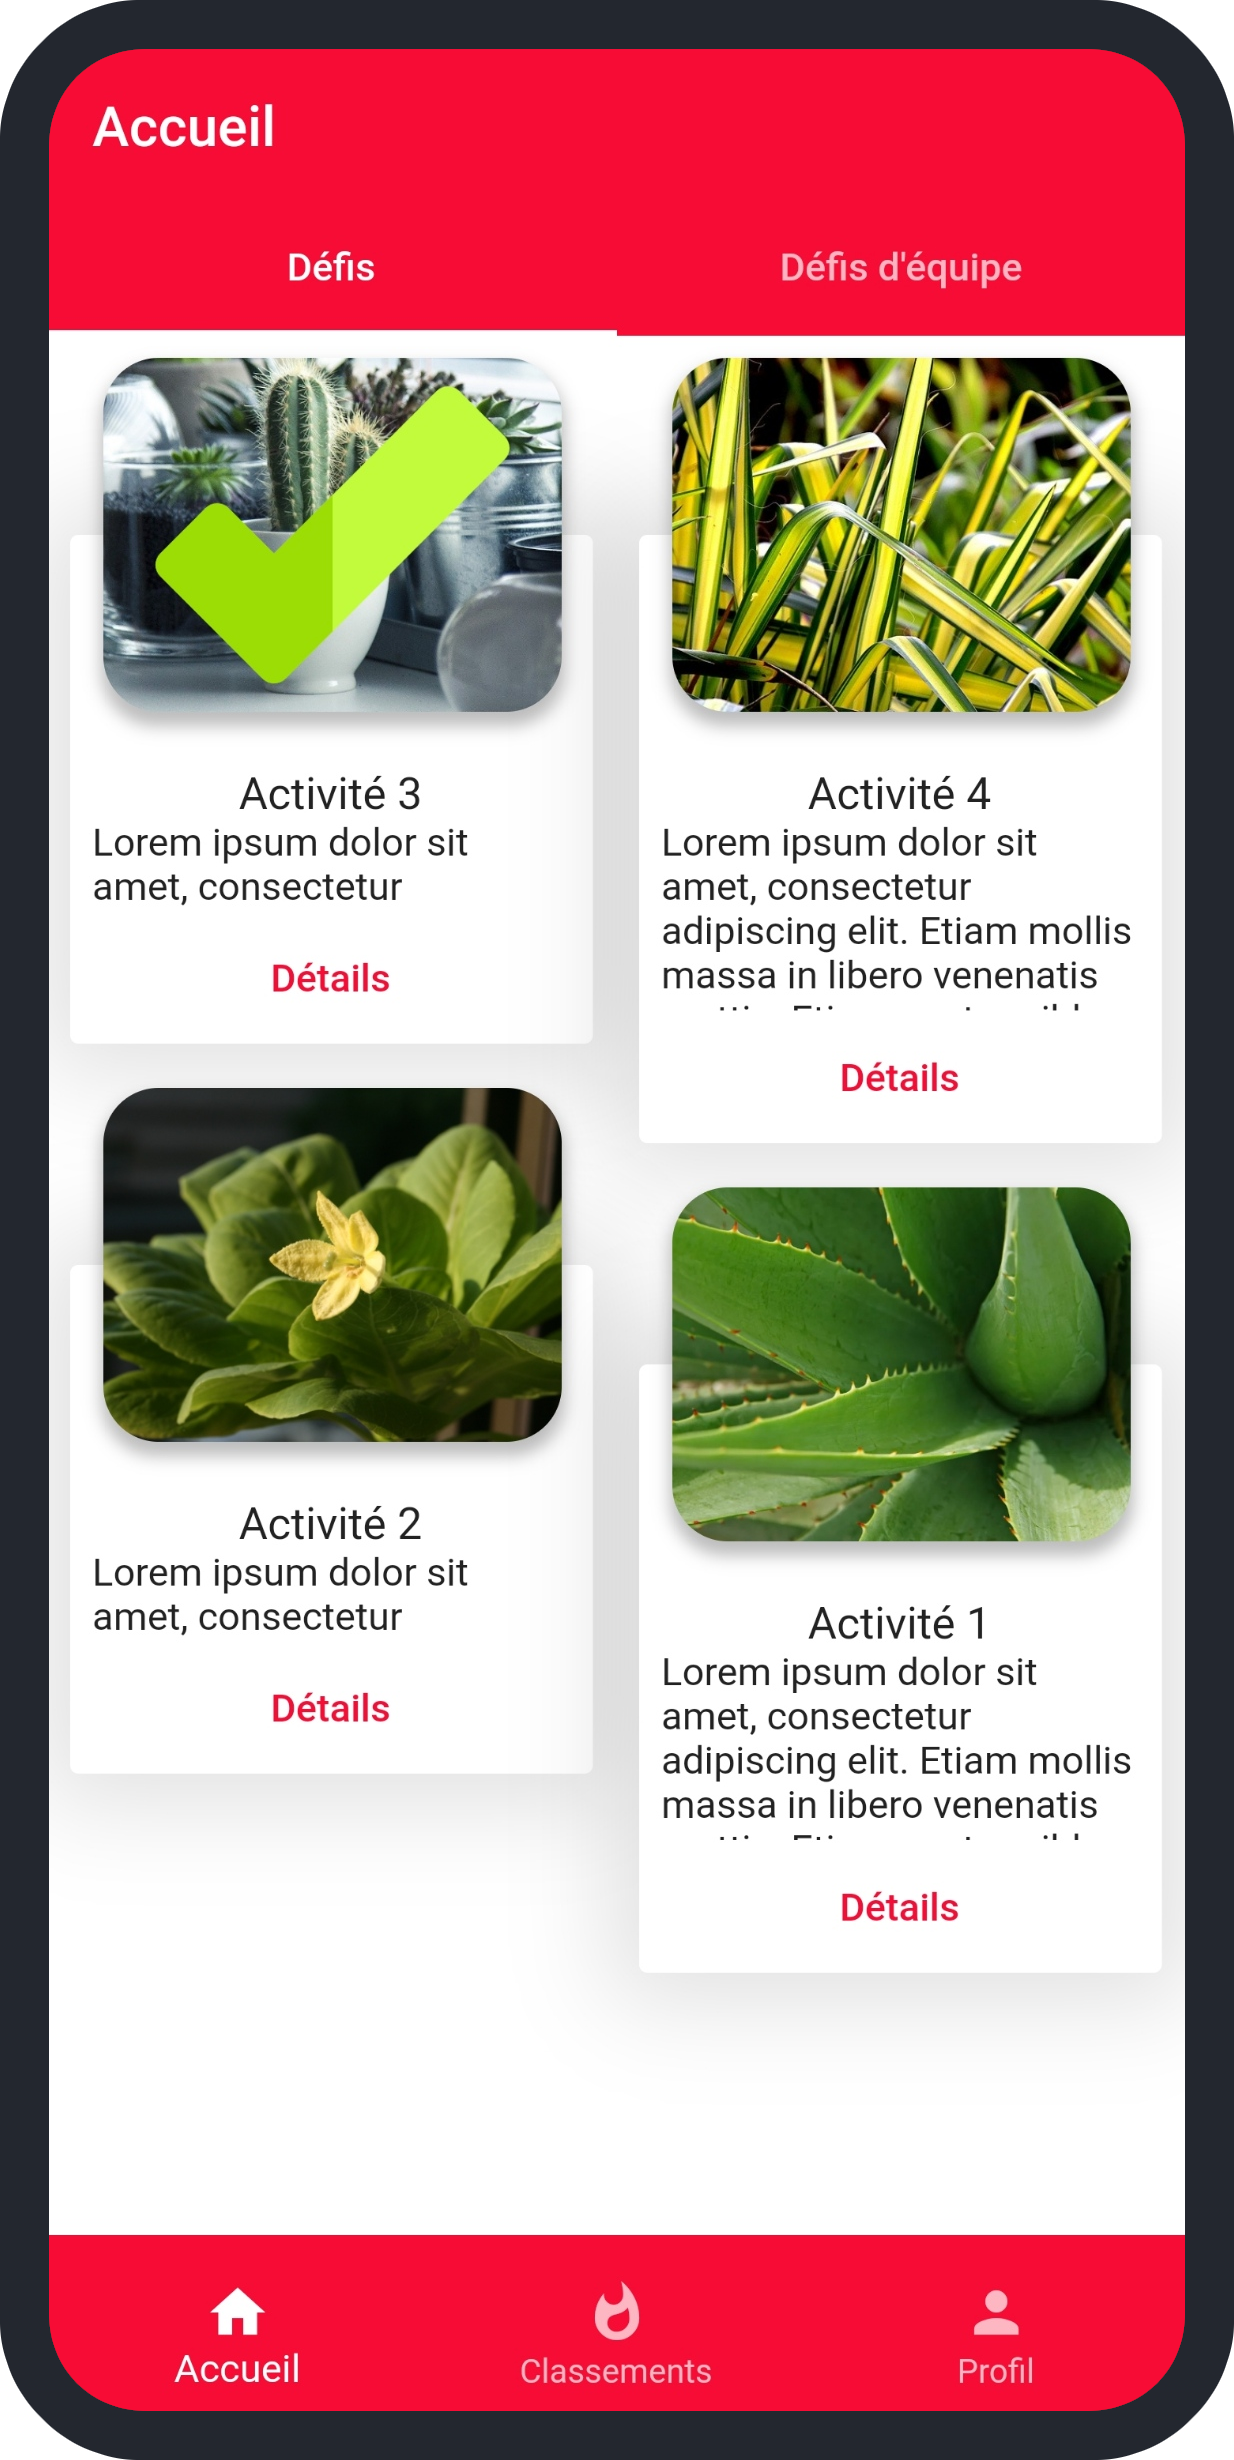 Accueil
Défis
Défis d'équipe
Activité 3
Lorem ipsum dolor sit
amet, consectetur
Détails
Activité 4
Lorem ipsum dolor sit
amet, consectetur
adipiscing elit. Etiam mollis
massa in libero venenatis
Détails
Activité 2
Lorem ipsum dolor sit
amet, consectetur
Détails
Activité 1
Lorem ipsum dolor sit
amet, consectetur
adipiscing elit. Etiam mollis
massa in libero venenatis
Détails
Accueil
Classements
Profil